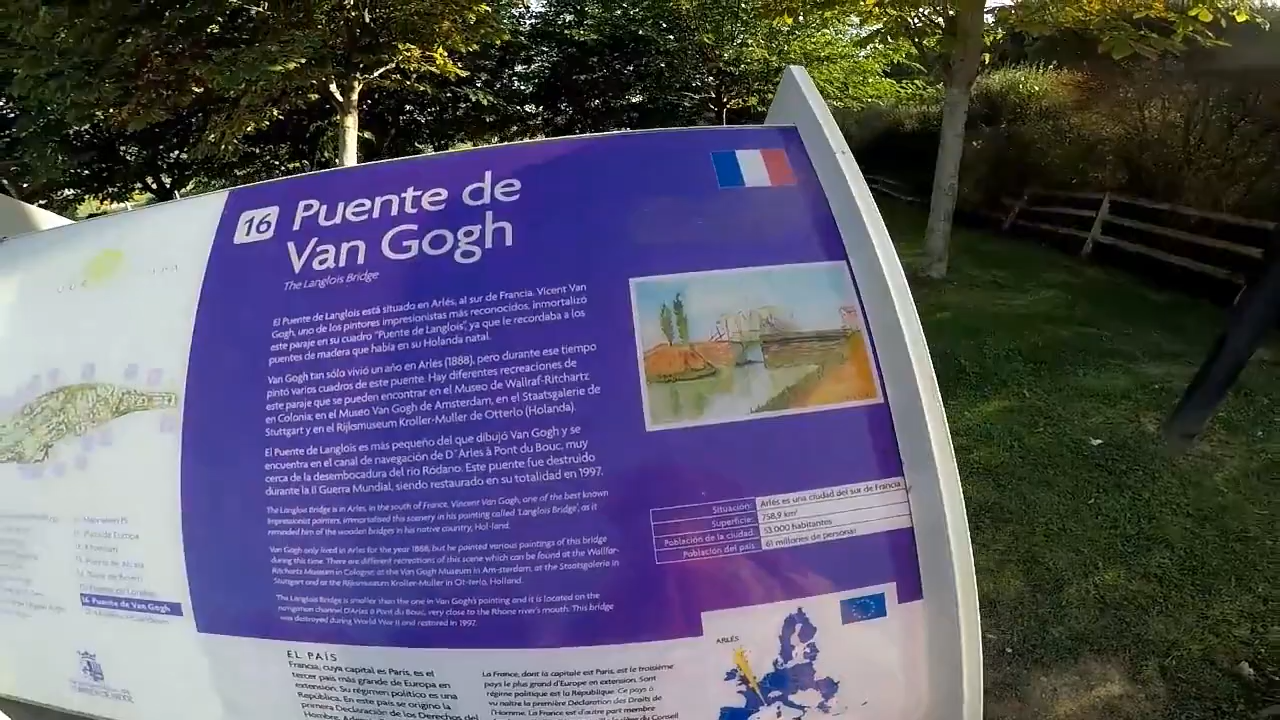 16
Puente de
Van Gogh
The Langlois Bridge
El Puente de Langlois está situado en Arlés, al sur de Francia. Vicent Van
Gogh, uno de los pintores impresionistas más reconocidos, inmortalizó
este paraje en su cuadro "Puente de Langlois", ya que le recordaba a los
puentes de madera que había en su Holanda natal.
Van Gogh tan sólo vivió un año en Arlés (1888), pero durante ese tiempo
pintó varios cuadros de este puente. Hay diferentes recreaciones de
este paraje que se pueden encontrar en el Museo de Wallraf-Ritchartz
en Colonia; en el Museo Van Gogh de Amsterdam, en el Staatsgalerie de
Stuttgart y en el Rijksmuseum Kroller-Muller de Otterlo (Holanda).
El Puente de Langlois es más pequeño del que dibujó Van Gogh y se
encuentra en el canal de navegación de D´Arles à Pont du Bouc, muy
cerca de la desembocadura del río Ródano. Este puente fue destruido
durante la II Guerra Mundial, siendo restaurado en su totalidad en 1997.
The Langlois Bridge is in Arles, in the south of France. Vincent Van Gogh, one of the best known
Impressionist painters, immortalised this scenery in his painting called 'Langlois Bridge', as it
reminded him of the wooden bridges in his native country, Hol-land.
Van Gogh only lived in Arles for the year 1888, but he painted various paintings of this bridge
during this time. There are different recreations of this scene which can be found at the Wallfar-
Ritchartz Museum in Cologne, at the Van Gogh Museum in Am-sterdam, at the Staatsgalerie in
Stuttgart and at the Rijksmuseum Kroller-Muller in Ot-terlo, Holland.
The Langlois Bridge is smaller than the one in Van Gogh's painting and it is located on the
navigation channel D'Arles à Pont du Bouc, very close to the Rhone river's mouth. This bridge
was destroyed during World War II and restored in 1997.
Situación: Arlés es una ciudad del sur de Francia
Superficie: 758,9 km²
Población de la ciudad: 53.000 habitantes
Población del país: 61 millones de personas
16 Puente de Van Gogh
ARLÉS
EL PAÍS
Francia, cuya capital es París, es el
tercer país más grande de Europa en
extensión. Su régimen político es una
República. En este país se originó la
primera Declaración de los Derechos del
La France, dont la capitale est Paris, est le troisième
pays le plus grand d'Europe en extension. Sont
régime politique est la République. Ce pays a
vu naître la première Déclaration des Droits de
l'Homme. La France est d'autre part membre